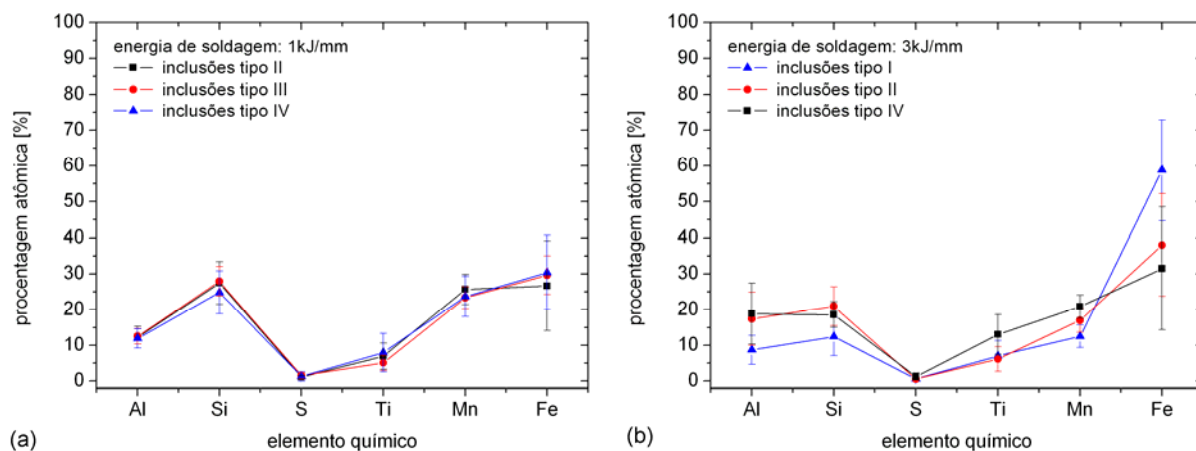 100
90
80
70
60
50
40
30
20
10
0
procentagem atômica [%]
energia de soldagem: 1kJ/mm
inclusões tipo II
inclusões tipo III
inclusões tipo IV
Al Si S Ti Mn Fe
elemento químico
(a)
100
90
80
70
60
50
40
30
20
10
0
procentagem atômica [%]
energia de soldagem: 3kJ/mm
inclusões tipo I
inclusões tipo II
inclusões tipo IV
Al Si S Ti Mn Fe
elemento químico
(b)